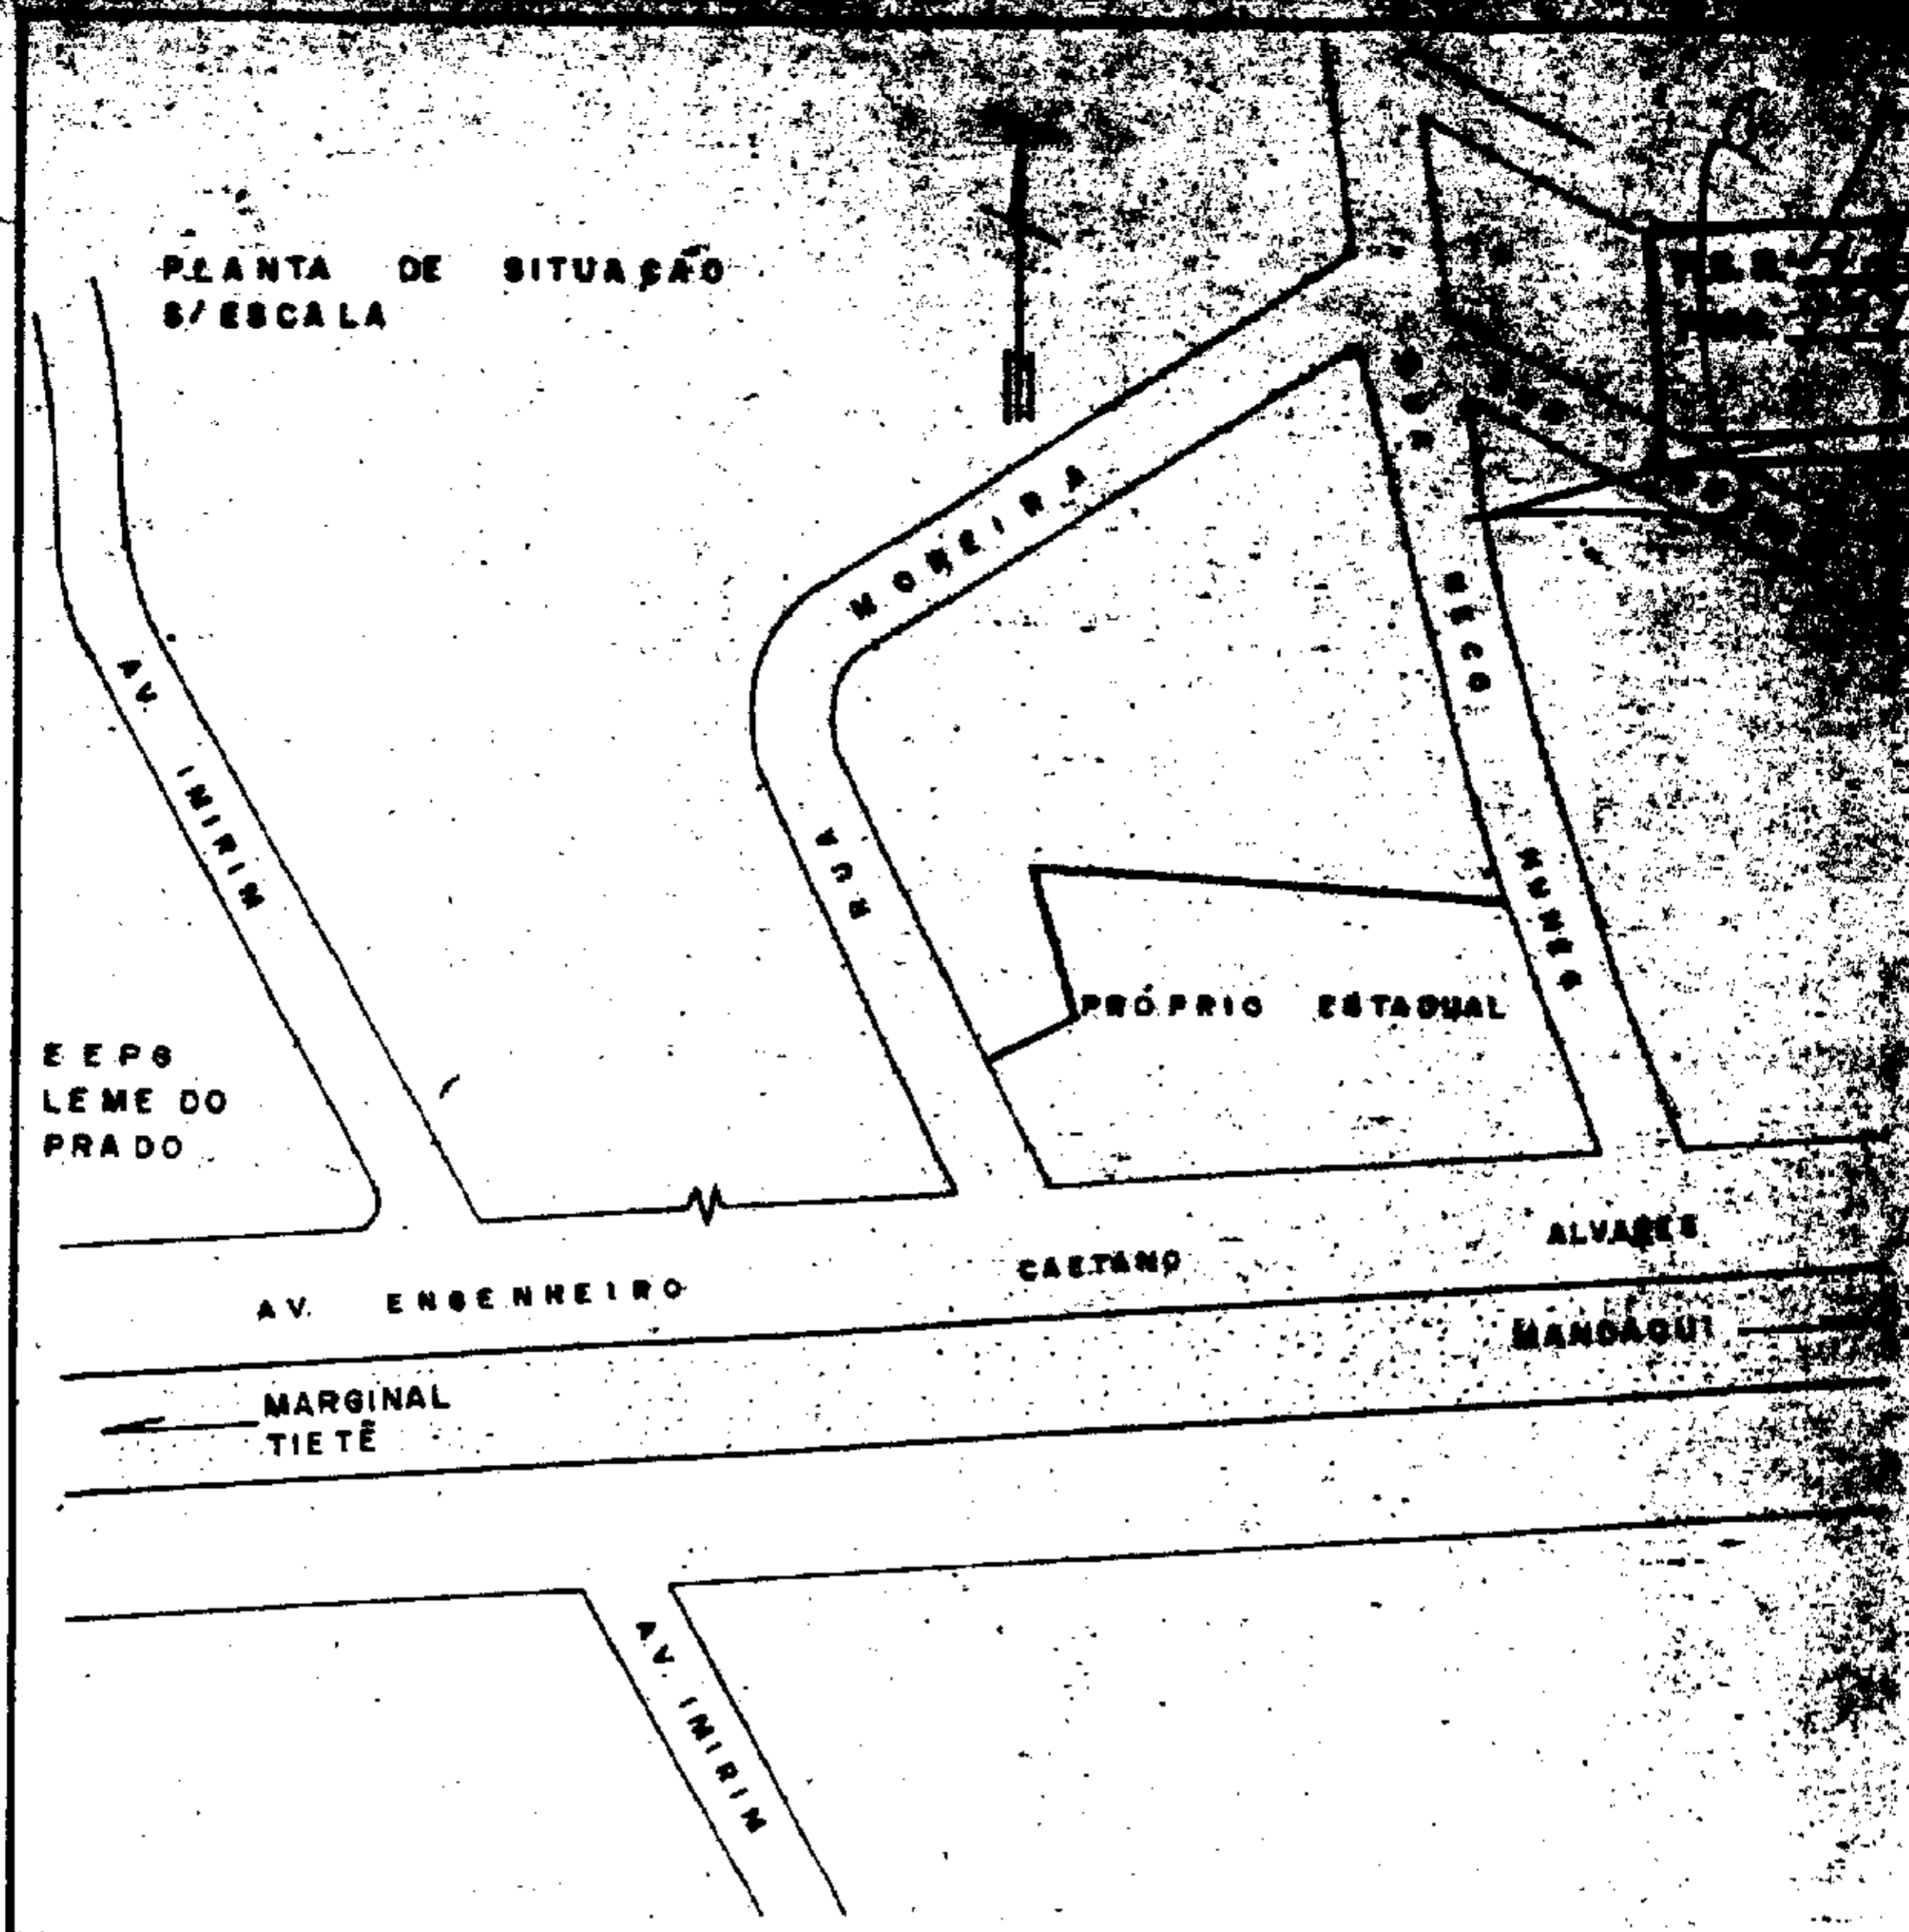 PLANTA DE SITUAÇÃO
S/ESCALA
MOREIRA
RUA
AV. IMIRIM
NUNES
PRÓPRIO ESTADUAL
EEPG
LEME DO
PRADO
AV. ENGENHEIRO CAETANO ALVARES
MANDAQUI
MARGINAL
TIETÊ
AV. IMIRIM